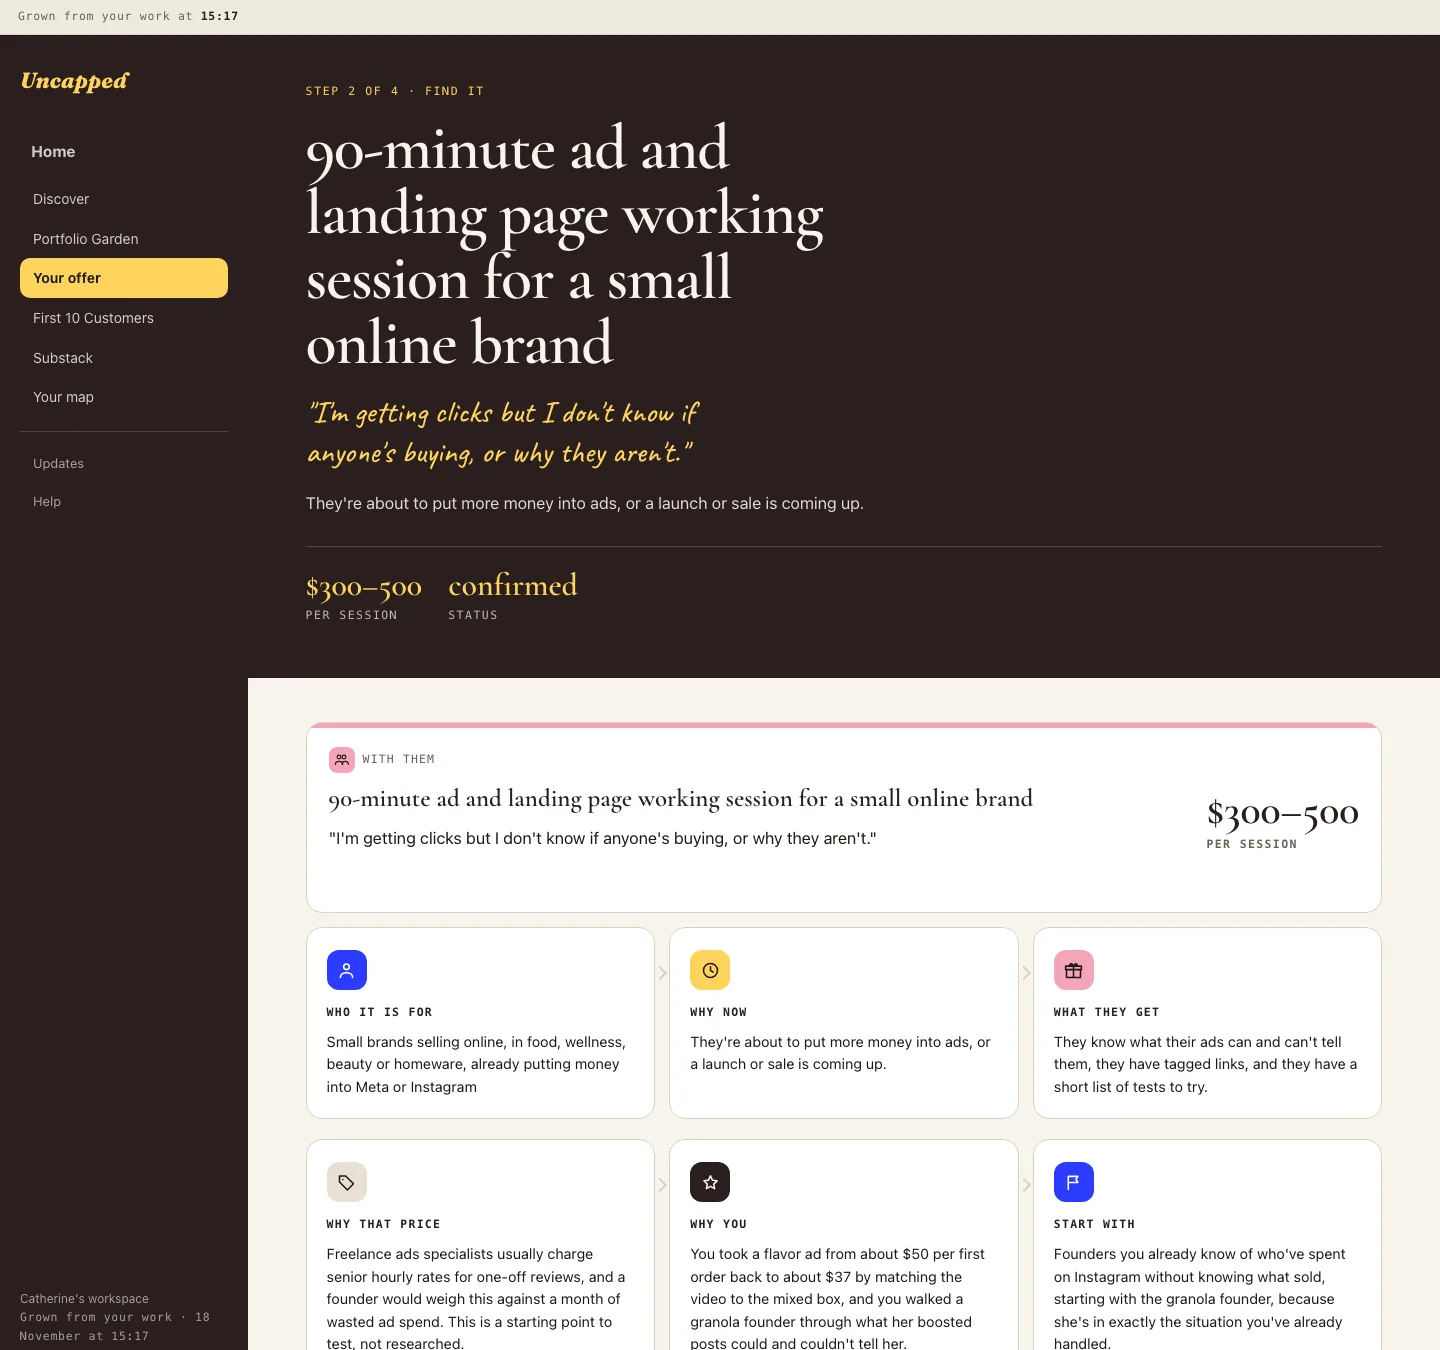 Grown from your work at 15:17
Uncapped
Home
Discover
Portfolio Garden
Your offer
First 10 Customers
Substack
Your map
Updates
Help
Catherine's workspace
Grown from your work · 18
November at 15:17
STEP 2 OF 4 · FIND IT
90-minute ad and
landing page working
session for a small
online brand
"I'm getting clicks but I don't know if
anyone's buying, or why they aren't."
They're about to put more money into ads, or a launch or sale is coming up.
$300–500
PER SESSION
confirmed
STATUS
WITH THEM
90-minute ad and landing page working session for a small online brand
"I'm getting clicks but I don't know if anyone's buying, or why they aren't."
$300–500
PER SESSION
WHO IT IS FOR
Small brands selling online, in food, wellness,
beauty or homeware, already putting money
into Meta or Instagram
WHY NOW
They're about to put more money into ads, or
a launch or sale is coming up.
WHAT THEY GET
They know what their ads can and can't tell
them, they have tagged links, and they have a
short list of tests to try.
WHY THAT PRICE
Freelance ads specialists usually charge
senior hourly rates for one-off reviews, and a
founder would weigh this against a month of
wasted ad spend. This is a starting point to
test, not researched.
WHY YOU
You took a flavor ad from about $50 per first
order back to about $37 by matching the
video to the mixed box, and you walked a
granola founder through what her boosted
posts could and couldn't tell her.
START WITH
Founders you already know of who've spent
on Instagram without knowing what sold,
starting with the granola founder, because
she's in exactly the situation you've already
handled.